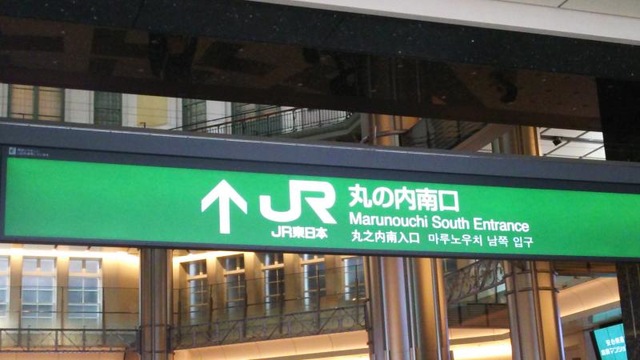 JR
JR東日本
丸の内南口
Marunouchi South Entrance
丸之内南入口 마루노우치 남쪽 입구